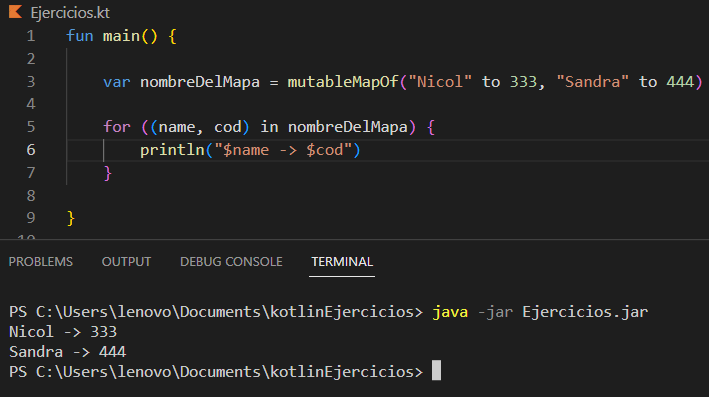 Ejercicios.kt
1 fun main() {
2
3 var nombreDelMapa = mutableMapOf("Nicol" to 333, "Sandra" to 444)
4
5 for ((name, cod) in nombreDelMapa) {
6 println("$name -> $cod")
7 }
8
9 }
10
PROBLEMS OUTPUT DEBUG CONSOLE TERMINAL
PS C:\Users\lenovo\Documents\kotlinEjercicios> java -jar Ejercicios.jar
Nicol -> 333
Sandra -> 444
PS C:\Users\lenovo\Documents\kotlinEjercicios>